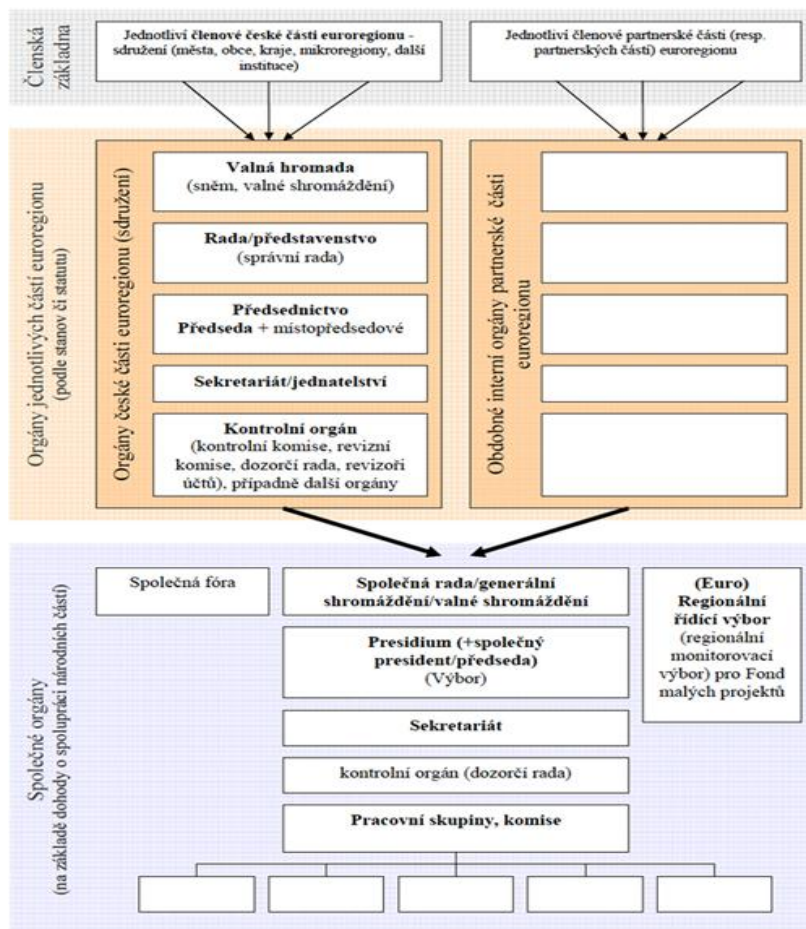 Členská
základna
Jednotliví členové české části euroregionu -
sdružení (města, obce, kraje, mikroregiony, další
instituce)
Jednotliví členové partnerské části (resp.
partnerských částí) euroregionu
Orgány jednotlivých částí euroregionu
(podle stanov či statutu)
Orgány české části euroregionu (sdružení)
Valná hromada
(sněm, valné shromáždění)
Rada/představenstvo
(správní rada)
Předsednictvo
Předseda + místopředsedové
Sekretariát/jednatelství
Kontrolní orgán
(kontrolní komise, revizní
komise, dozorčí rada, revizoři
účtů), případně další orgány
Obdobné interní orgány partnerské části
euroregionu
Společné orgány
(na základě dohody o spolupráci národních částí)
Společná fóra
Společná rada/generální
shromáždění/valné shromáždění
Presidium (+společný
president/předseda)
(Výbor)
Sekretariát
kontrolní orgán (dozorčí rada)
Pracovní skupiny, komise
(Euro)
Regionální
řídící výbor
(regionální
monitorovací
výbor) pro Fond
malých projektů